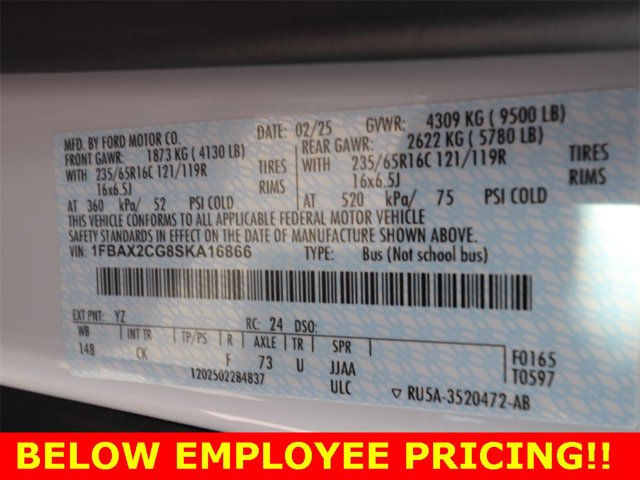 MFD. BY FORD MOTOR CO. DATE: 02/25 GVWR: 4309 KG ( 9500 LB)
FRONT GAWR: 1873 KG ( 4130 LB) REAR GAWR: 2622 KG ( 5780 LB)
WITH 235/65R16C 121/119R TIRES WITH 235/65R16C 121/119R TIRES
16x6.5J RIMS 16x6.5J RIMS
AT 360 kPa/ 52 PSI COLD AT 520 kPa/ 75 PSI COLD
THIS VEHICLE CONFORMS TO ALL APPLICABLE FEDERAL MOTOR VEHICLE
SAFETY STANDARDS IN EFFECT ON THE DATE OF MANUFACTURE SHOWN ABOVE.
VIN: 1FBAX2CG8SKA16866 TYPE: Bus (Not school bus)
EXT PNT: YZ RC: 24 DSO:
WB INT TR TP/PS R AXLE TR SPR
148 CK F 73 U JJAA F0165
1202502284837 ULC T0597
▽ RU5A-3520472-AB
BELOW EMPLOYEE PRICING!!